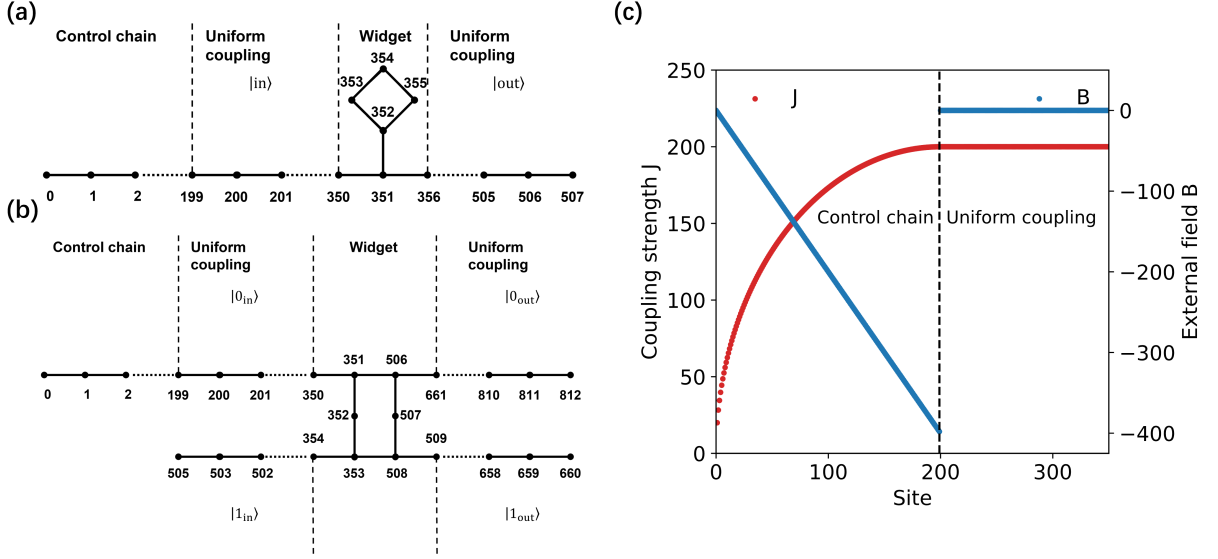 (a)
Control chain
Uniform
coupling
Widget
Uniform
coupling
|in⟩
|out⟩
354
353
355
352
0
1
2
199
200
201
350
351
356
505
506
507
(b)
Control chain
Uniform
coupling
Widget
Uniform
coupling
|0in⟩
|0out⟩
351
506
0
1
2
199
200
201
350
661
810
811
812
352
507
354
509
505
503
502
353
508
658
659
660
|1in⟩
|1out⟩
(c)
J
B
Control chain
Uniform coupling
250
200
150
100
50
0
Coupling strength J
0
−100
−200
−300
−400
External field B
0
100
200
300
Site